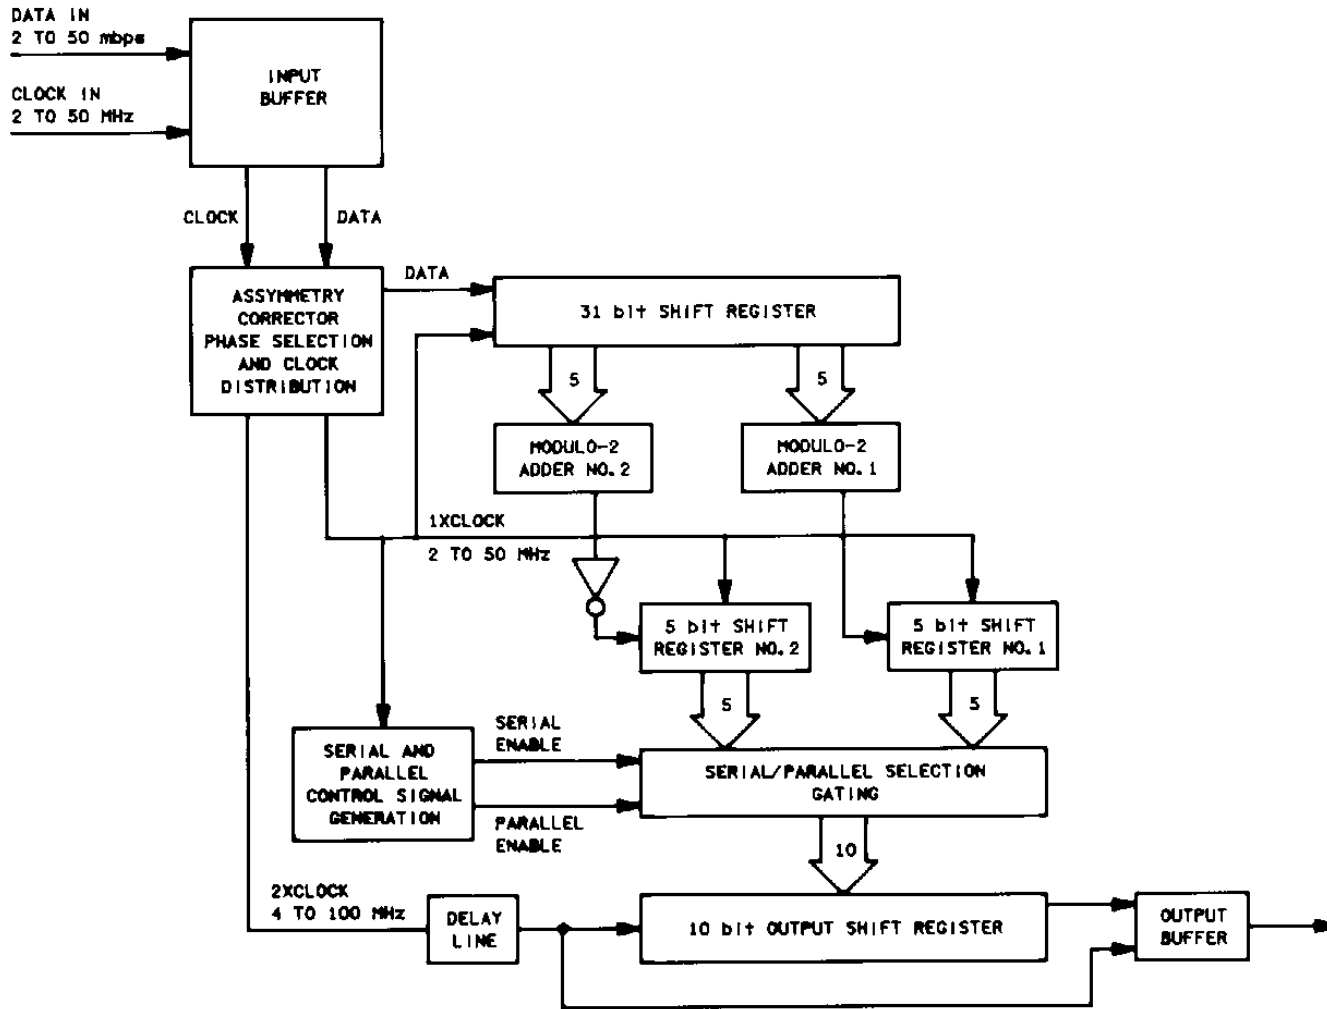 DATA IN
2 TO 50 mbps
CLOCK IN
2 TO 50 MHz
INPUT
BUFFER
CLOCK
DATA
ASSYMMETRY
CORRECTOR
PHASE SELECTION
AND CLOCK
DISTRIBUTION
DATA
31 bit SHIFT REGISTER
5
5
MODULO-2
ADDER NO.2
MODULO-2
ADDER NO.1
1XCLOCK
2 TO 50 MHz
5 bit SHIFT
REGISTER NO.2
5 bit SHIFT
REGISTER NO.1
5
5
SERIAL AND
PARALLEL
CONTROL SIGNAL
GENERATION
SERIAL
ENABLE
PARALLEL
ENABLE
SERIAL/PARALLEL SELECTION
GATING
10
2XCLOCK
4 TO 100 MHz
DELAY
LINE
10 bit OUTPUT SHIFT REGISTER
OUTPUT
BUFFER